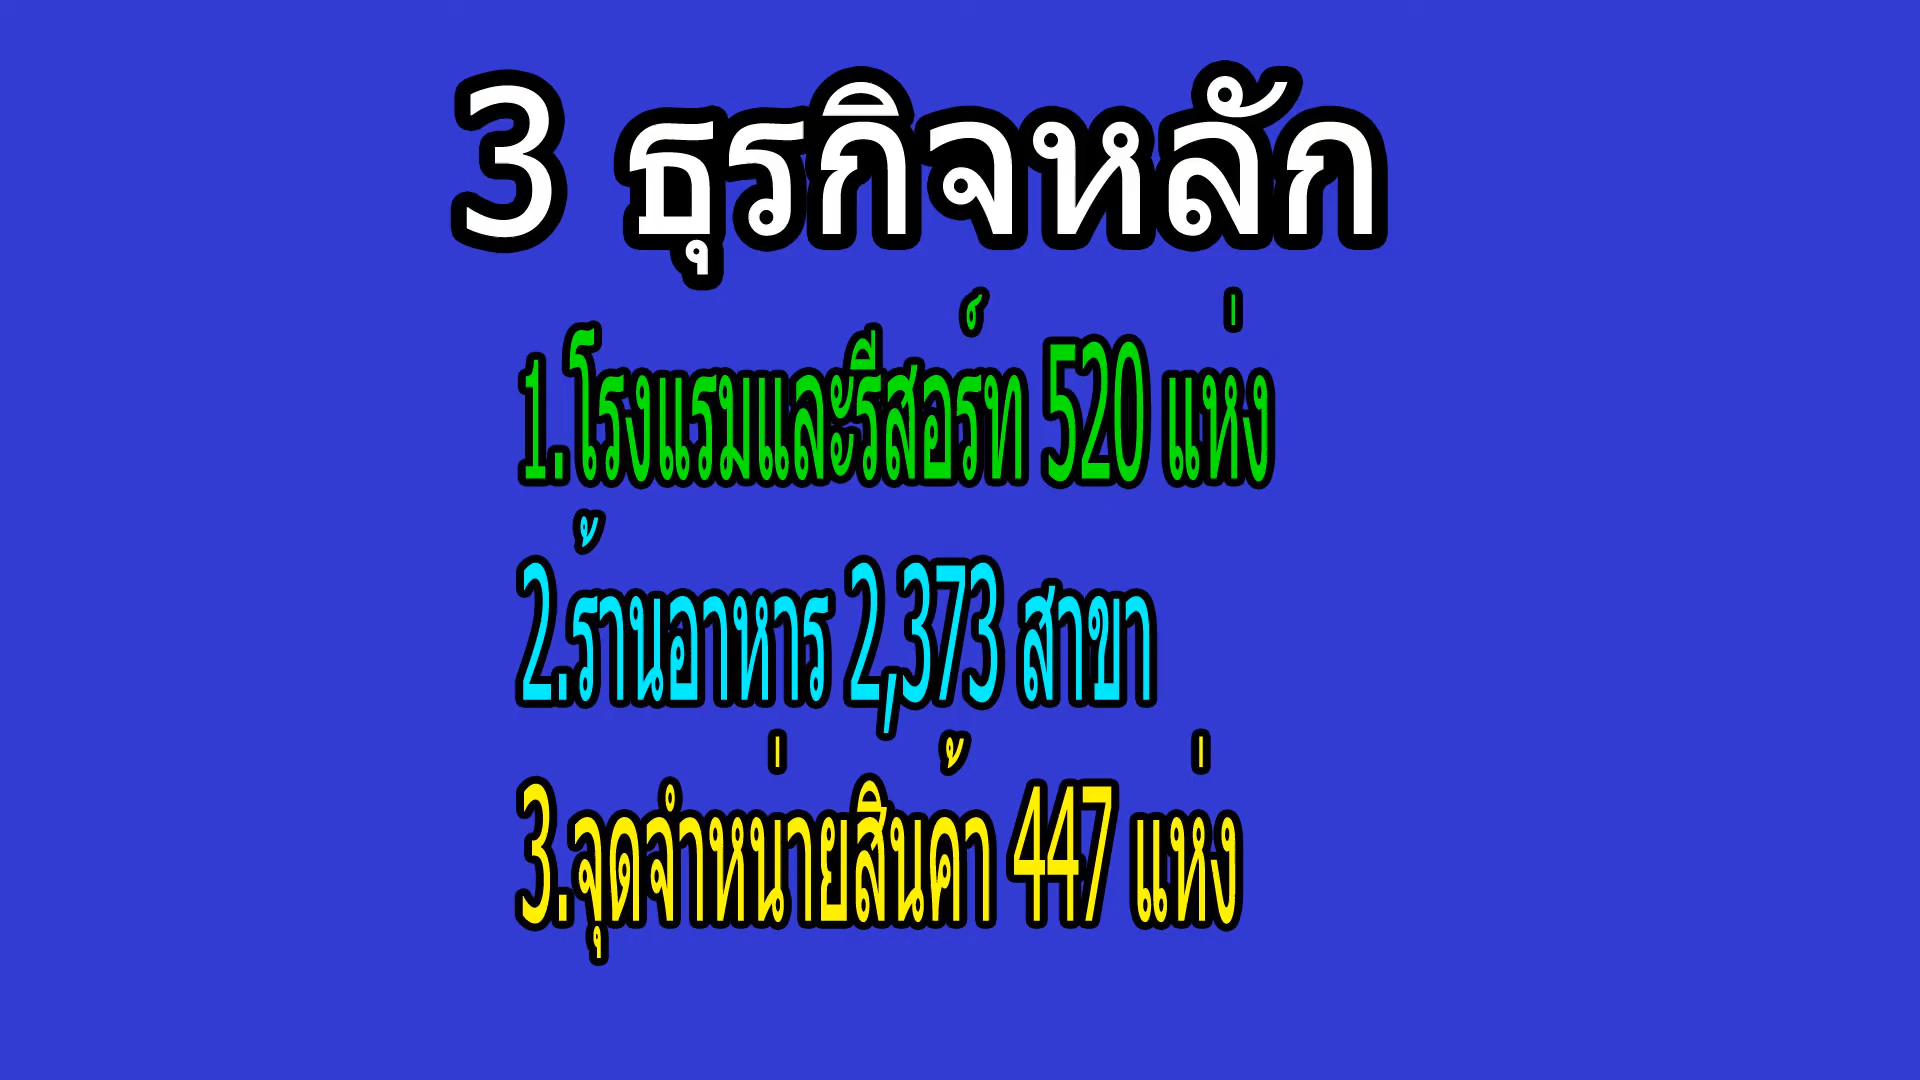 3 ธุรกิจหลัก
1.โรงแรมและรีสอร์ท 520 แห่ง
2.ร้านอาหาร 2,373 สาขา
3.จุดจำหน่ายสินค้า 447 แห่ง